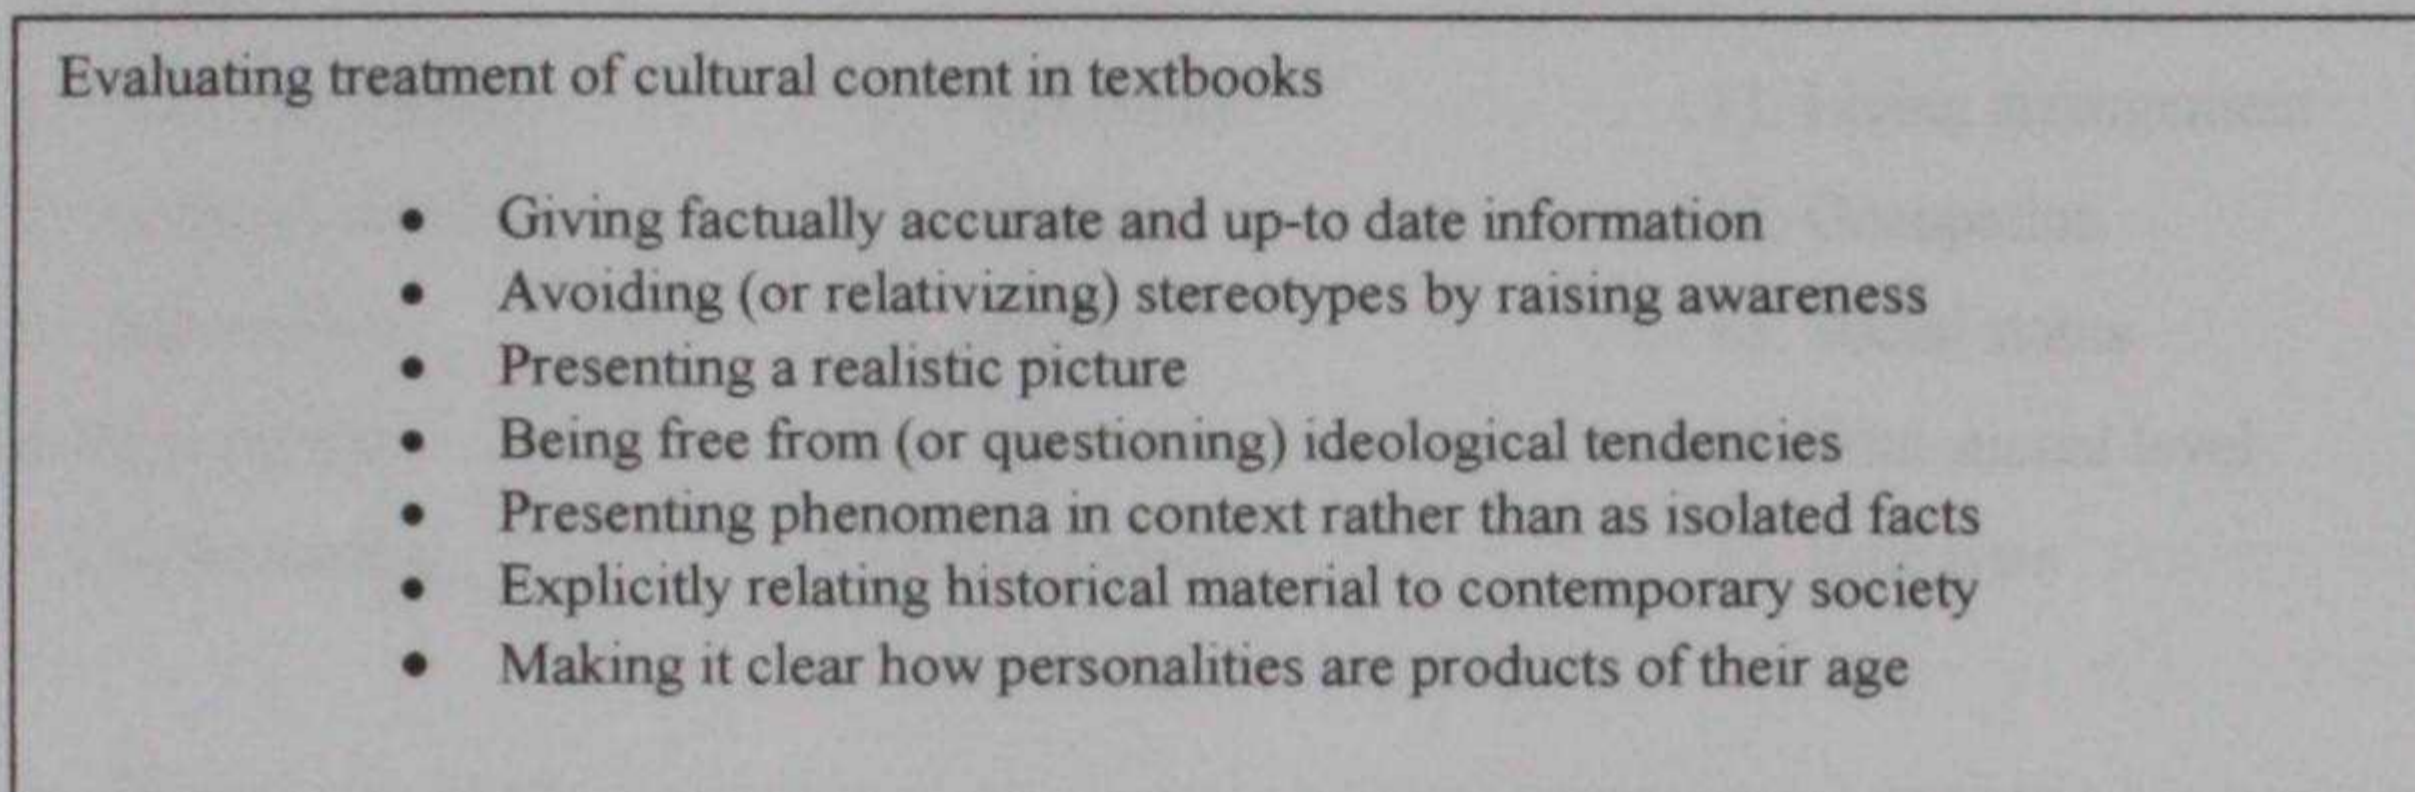 Evaluating treatment of cultural content in textbooks
• Giving factually accurate and up-to date information
• Avoiding (or relativizing) stereotypes by raising awareness
• Presenting a realistic picture
• Being free from (or questioning) ideological tendencies
• Presenting phenomena in context rather than as isolated facts
• Explicitly relating historical material to contemporary society
• Making it clear how personalities are products of their age